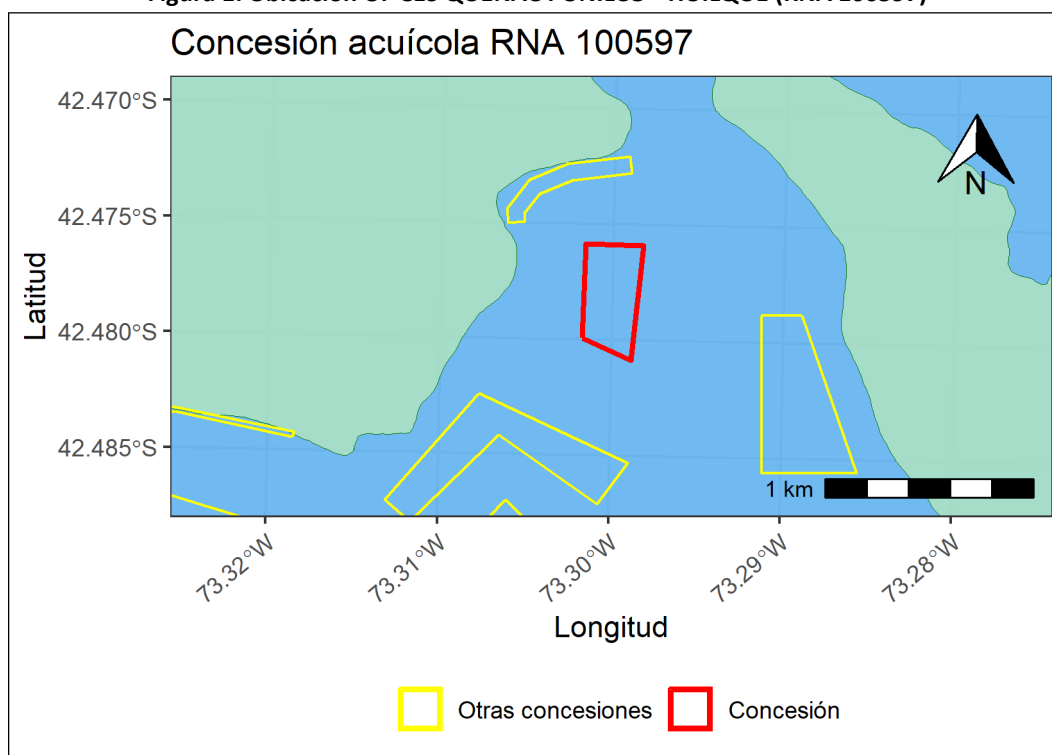 Concesión acuícola RNA 100597
42.470°S
42.475°S
42.480°S
42.485°S
Latitud
N
1 km
73.32°W
73.31°W
73.30°W
73.29°W
73.28°W
Longitud
Otras concesiones
Concesión